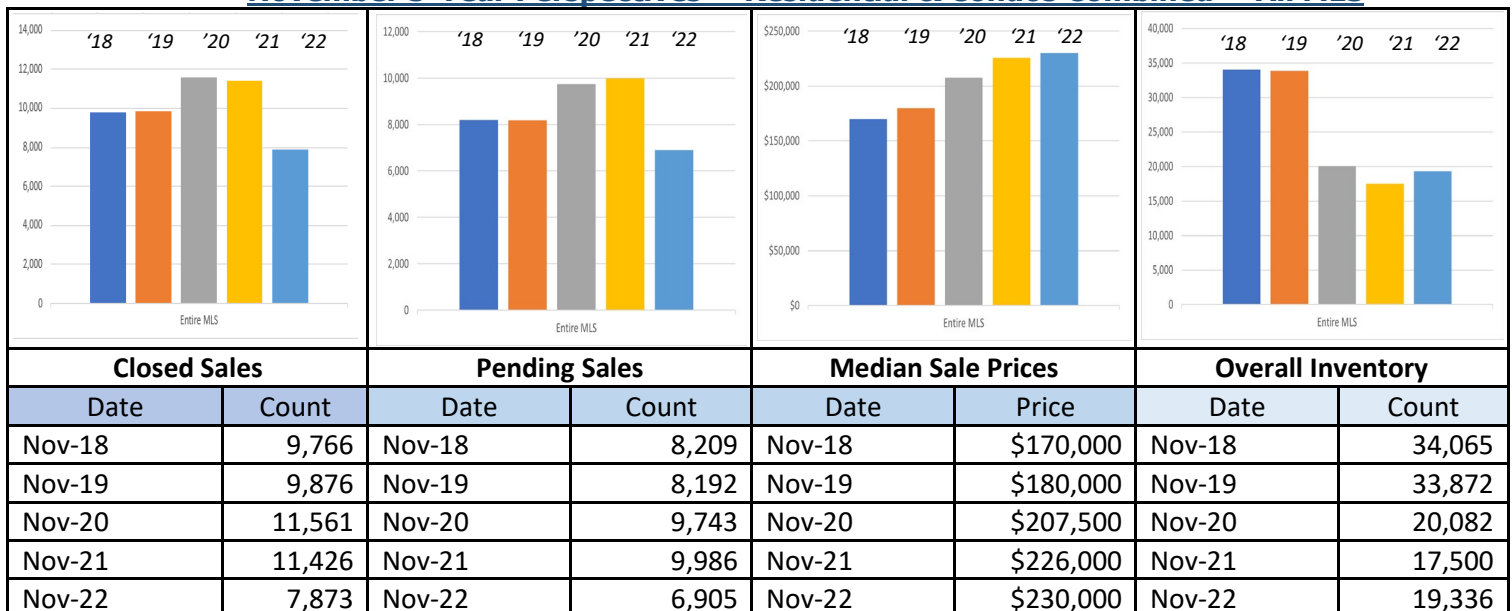 November 5-Year Perspectives -- Residential & Condos Combined -- All MLS
14,000
12,000
10,000
8,000
6,000
4,000
2,000
0
‘18 ‘19 ’20 ‘21 ‘22
Entire MLS
12,000
10,000
8,000
6,000
4,000
2,000
0
‘18 ‘19 ’20 ‘21 ‘22
Entire MLS
$250,000
$200,000
$150,000
$100,000
$50,000
$0
‘18 ‘19 ’20 ‘21 ‘22
Entire MLS
40,000
35,000
30,000
25,000
20,000
15,000
10,000
5,000
0
‘18 ‘19 ’20 ‘21 ‘22
Entire MLS
Closed Sales Pending Sales Median Sale Prices Overall Inventory
Date Count Date Count Date Price Date Count
Nov-18 9,766 Nov-18 8,209 Nov-18 $170,000 Nov-18 34,065
Nov-19 9,876 Nov-19 8,192 Nov-19 $180,000 Nov-19 33,872
Nov-20 11,561 Nov-20 9,743 Nov-20 $207,500 Nov-20 20,082
Nov-21 11,426 Nov-21 9,986 Nov-21 $226,000 Nov-21 17,500
Nov-22 7,873 Nov-22 6,905 Nov-22 $230,000 Nov-22 19,336